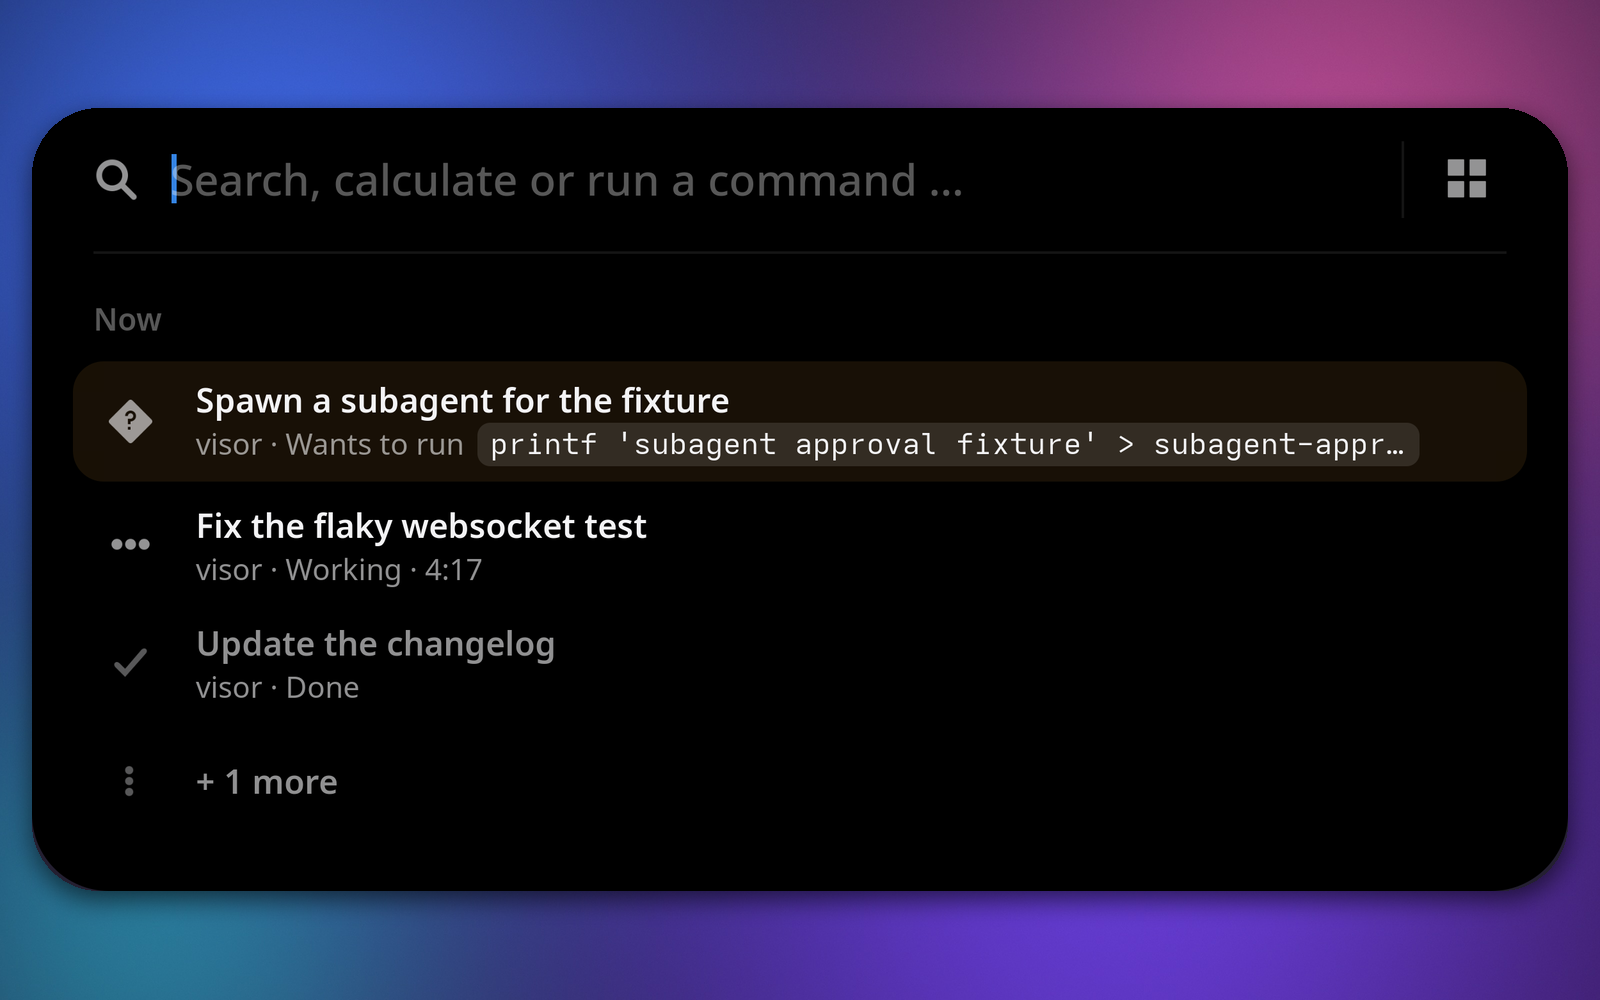 Search, calculate or run a command ...
Now
Spawn a subagent for the fixture
visor · Wants to run printf 'subagent approval fixture' > subagent-appr…
Fix the flaky websocket test
visor · Working · 4:17
Update the changelog
visor · Done
+ 1 more